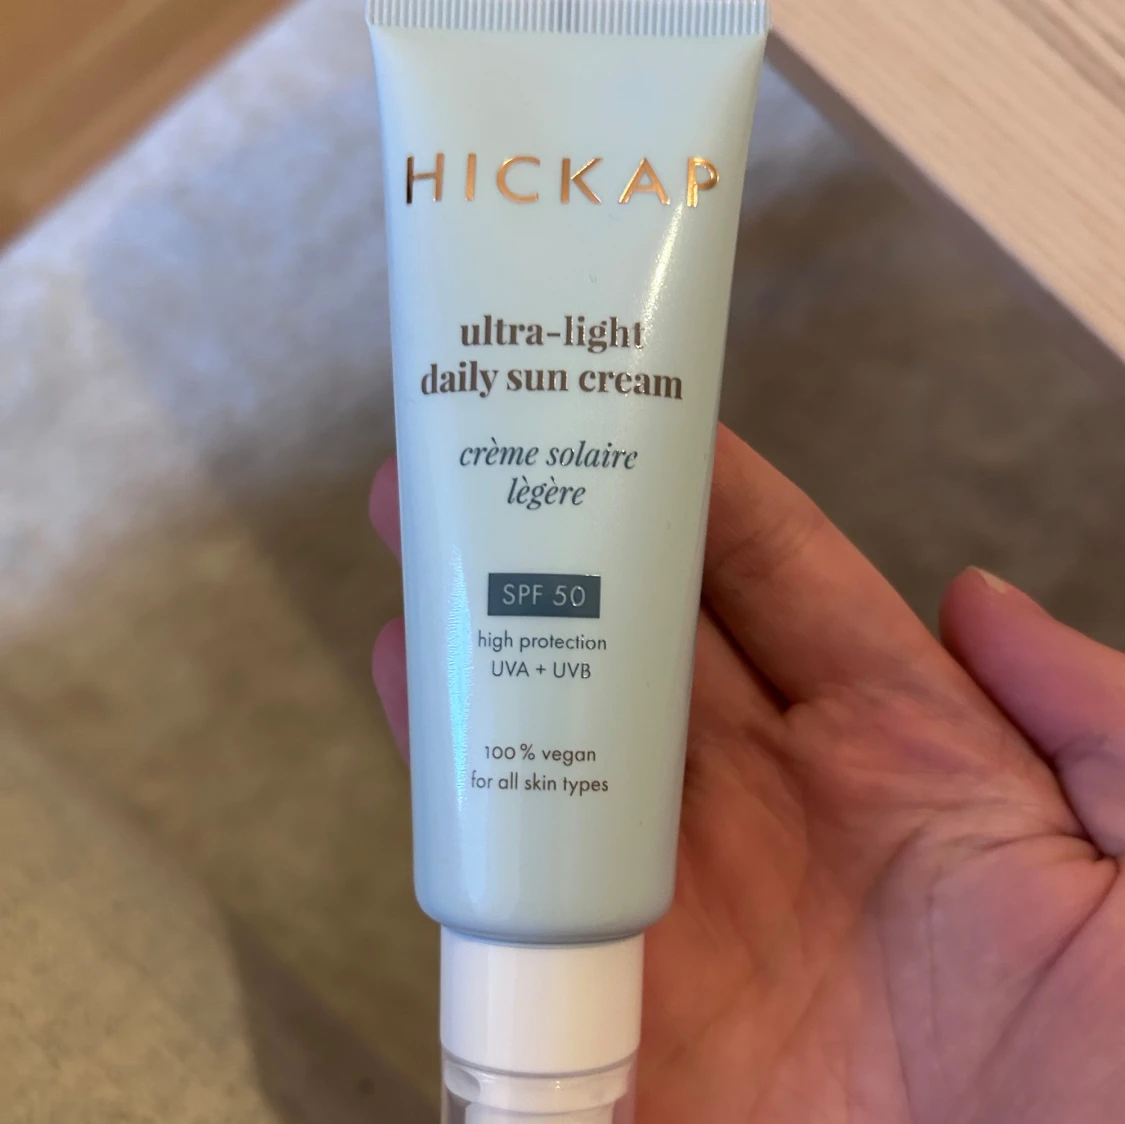 HICKAP
ultra-light
daily sun cream
crème solaire
lègère
SPF 50
high protection
UVA + UVB
100% vegan
for all skin types